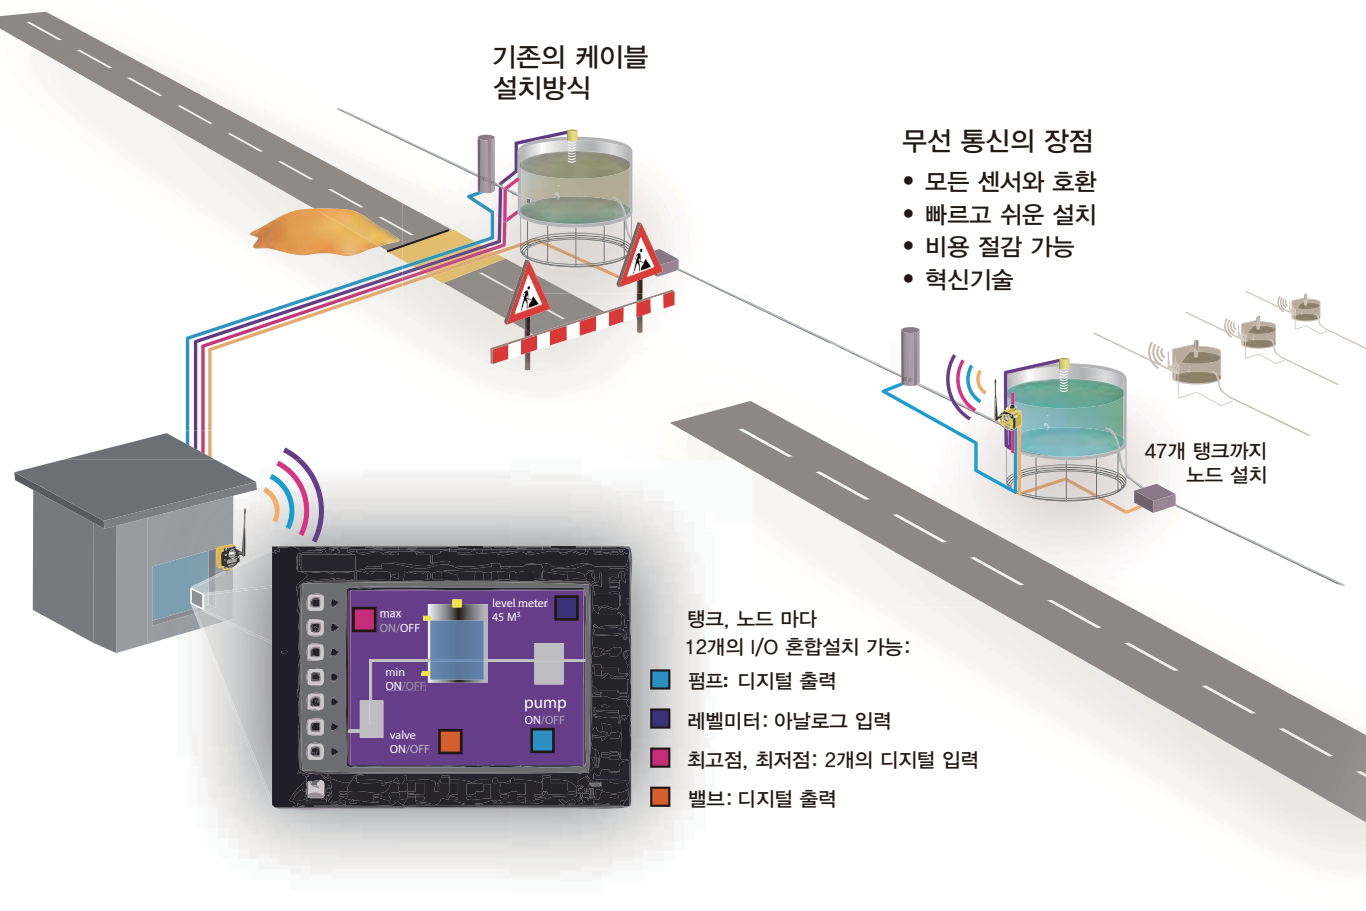 기존의 케이블
설치방식
무선 통신의 장점
• 모든 센서와 호환
• 빠르고 쉬운 설치
• 비용 절감 가능
• 혁신기술
47개 탱크까지
노드 설치
max
ON/OFF
level meter
45 M³
min
ON/OFF
pump
ON/OFF
valve
ON/OFF
탱크, 노드 마다
12개의 I/O 혼합설치 가능:
펌프: 디지털 출력
레벨미터: 아날로그 입력
최고점, 최저점: 2개의 디지털 입력
밸브: 디지털 출력